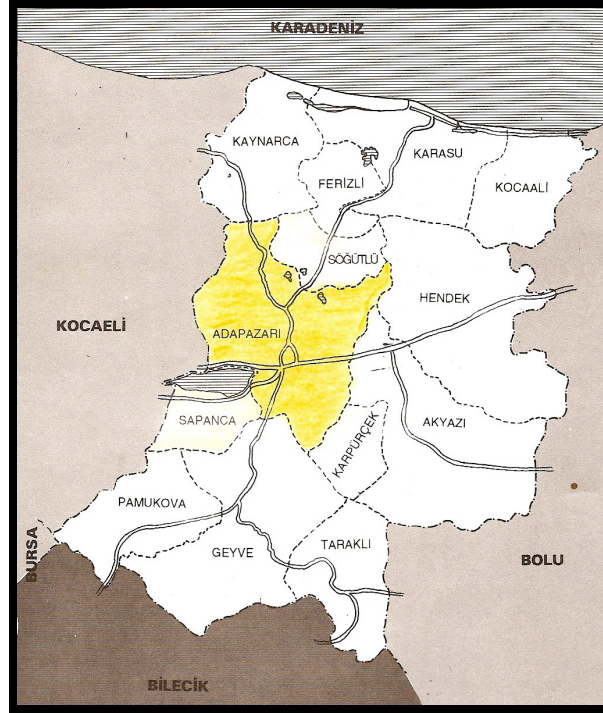 KARADENİZ
KAYNARCA
KARASU
FERİZLİ
KOCAALİ
SÖĞÜTLÜ
HENDEK
KOCAELİ
ADAPAZARI
SAPANCA
AKYAZI
KARPÜRÇEK
PAMUKOVA
GEYVE
TARAKLI
BOLU
BURSA
BİLECİK